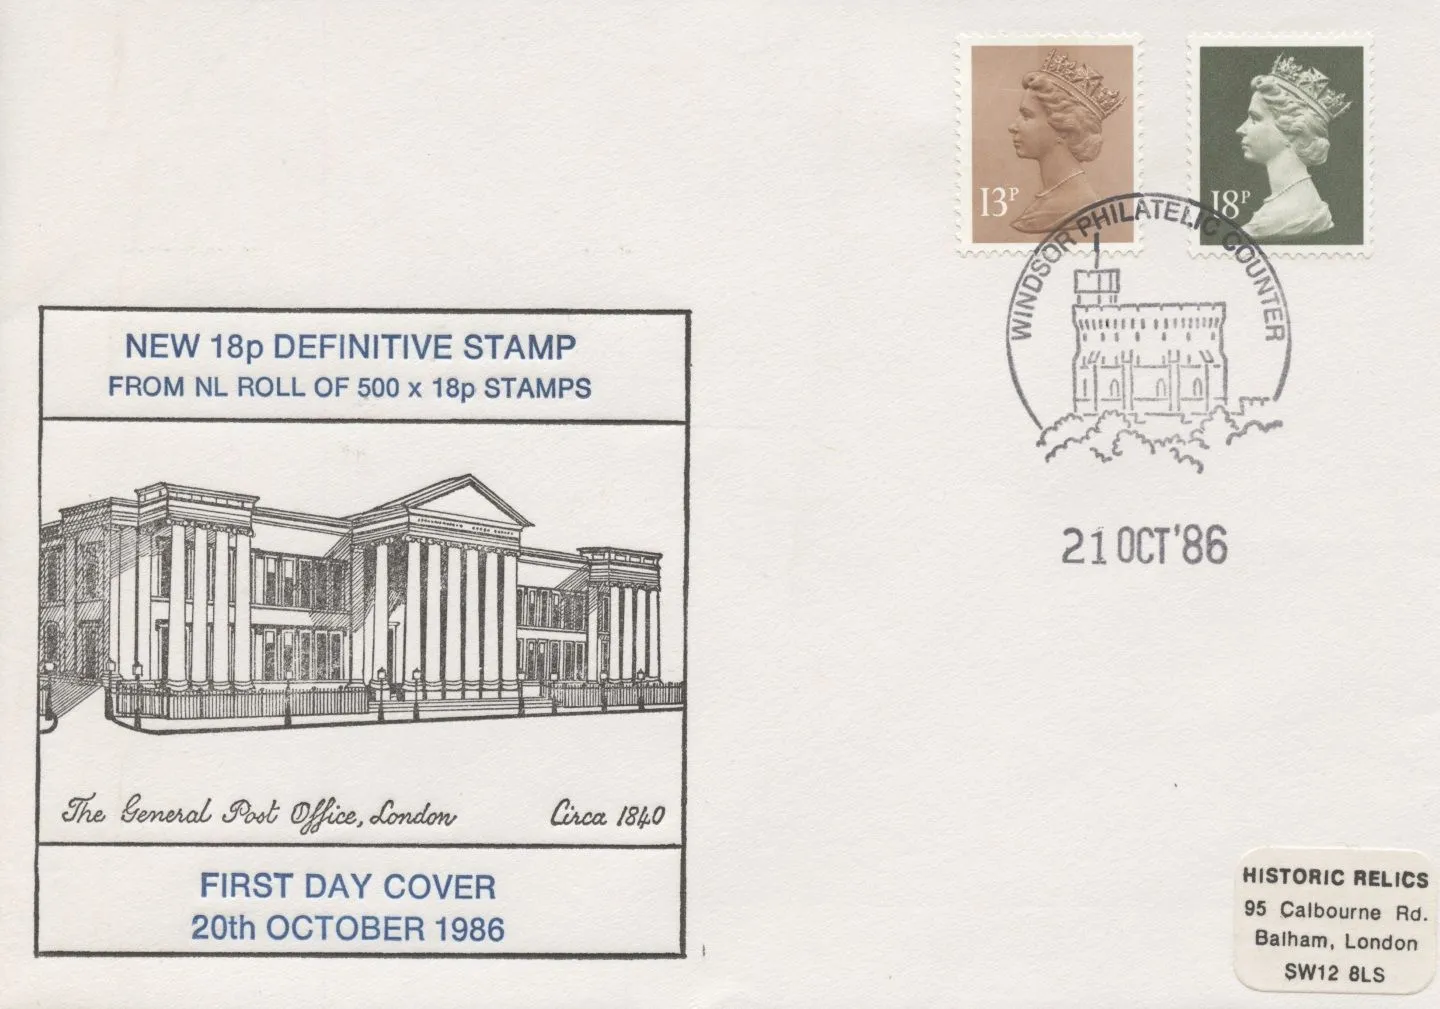 13P
18P
WINDSOR PHILATELIC COUNTER
21 OCT'86
NEW 18p DEFINITIVE STAMP
FROM NL ROLL OF 500 x 18p STAMPS
The General Post Office, London
Circa 1840
FIRST DAY COVER
20th OCTOBER 1986
HISTORIC RELICS
95 Calbourne Rd.
Balham, London
SW12 8LS